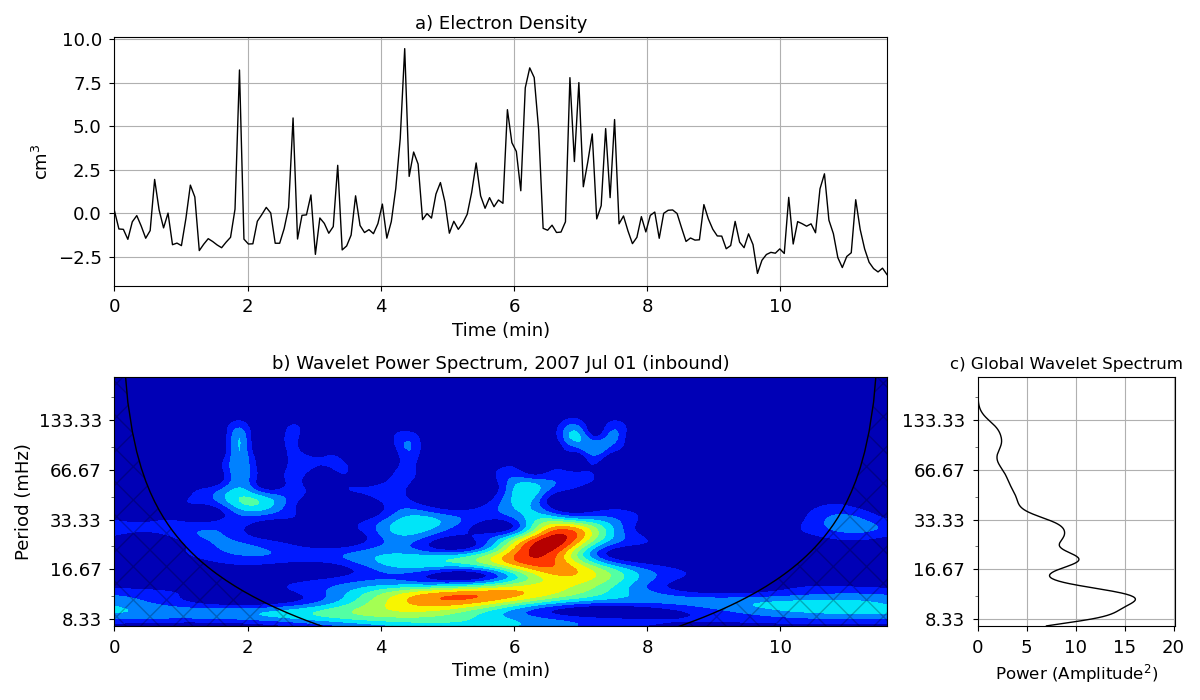 a) Electron Density
10.0
7.5
5.0
2.5
0.0
−2.5
cm³
0 2 4 6 8 10
Time (min)
b) Wavelet Power Spectrum, 2007 Jul 01 (inbound)
133.33
66.67
33.33
16.67
8.33
Period (mHz)
0 2 4 6 8 10
Time (min)
c) Global Wavelet Spectrum
133.33
66.67
33.33
16.67
8.33
0 5 10 15 20
Power (Amplitude²)